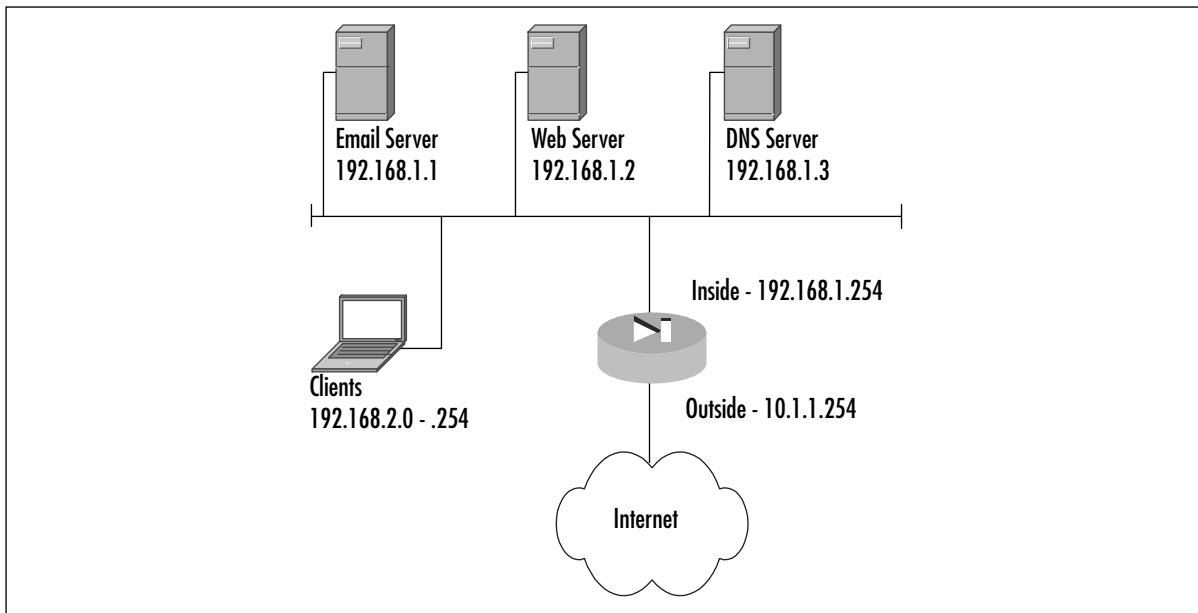 Email Server
192.168.1.1
Web Server
192.168.1.2
DNS Server
192.168.1.3
Inside - 192.168.1.254
Clients
192.168.2.0 - .254
Outside - 10.1.1.254
Internet